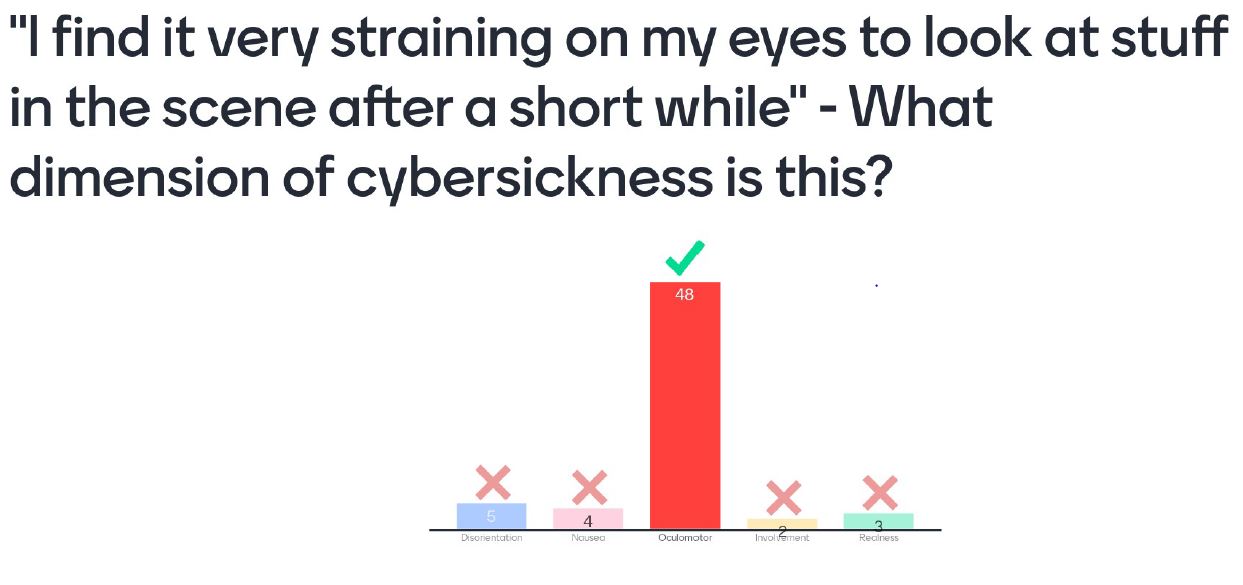 "I find it very straining on my eyes to look at stuff
in the scene after a short while" - What
dimension of cybersickness is this?
48
5
4
2
3
Disorientation
Nausea
Oculomotor
Involvement
Realness